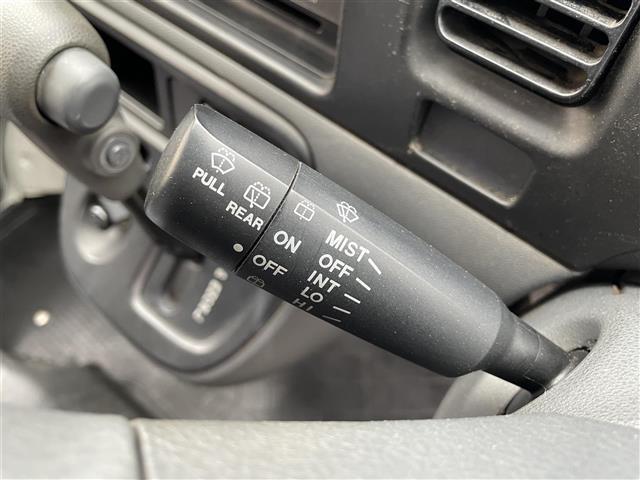 PULL
REAR
ON
OFF
MIST
OFF
INT
LO
HI